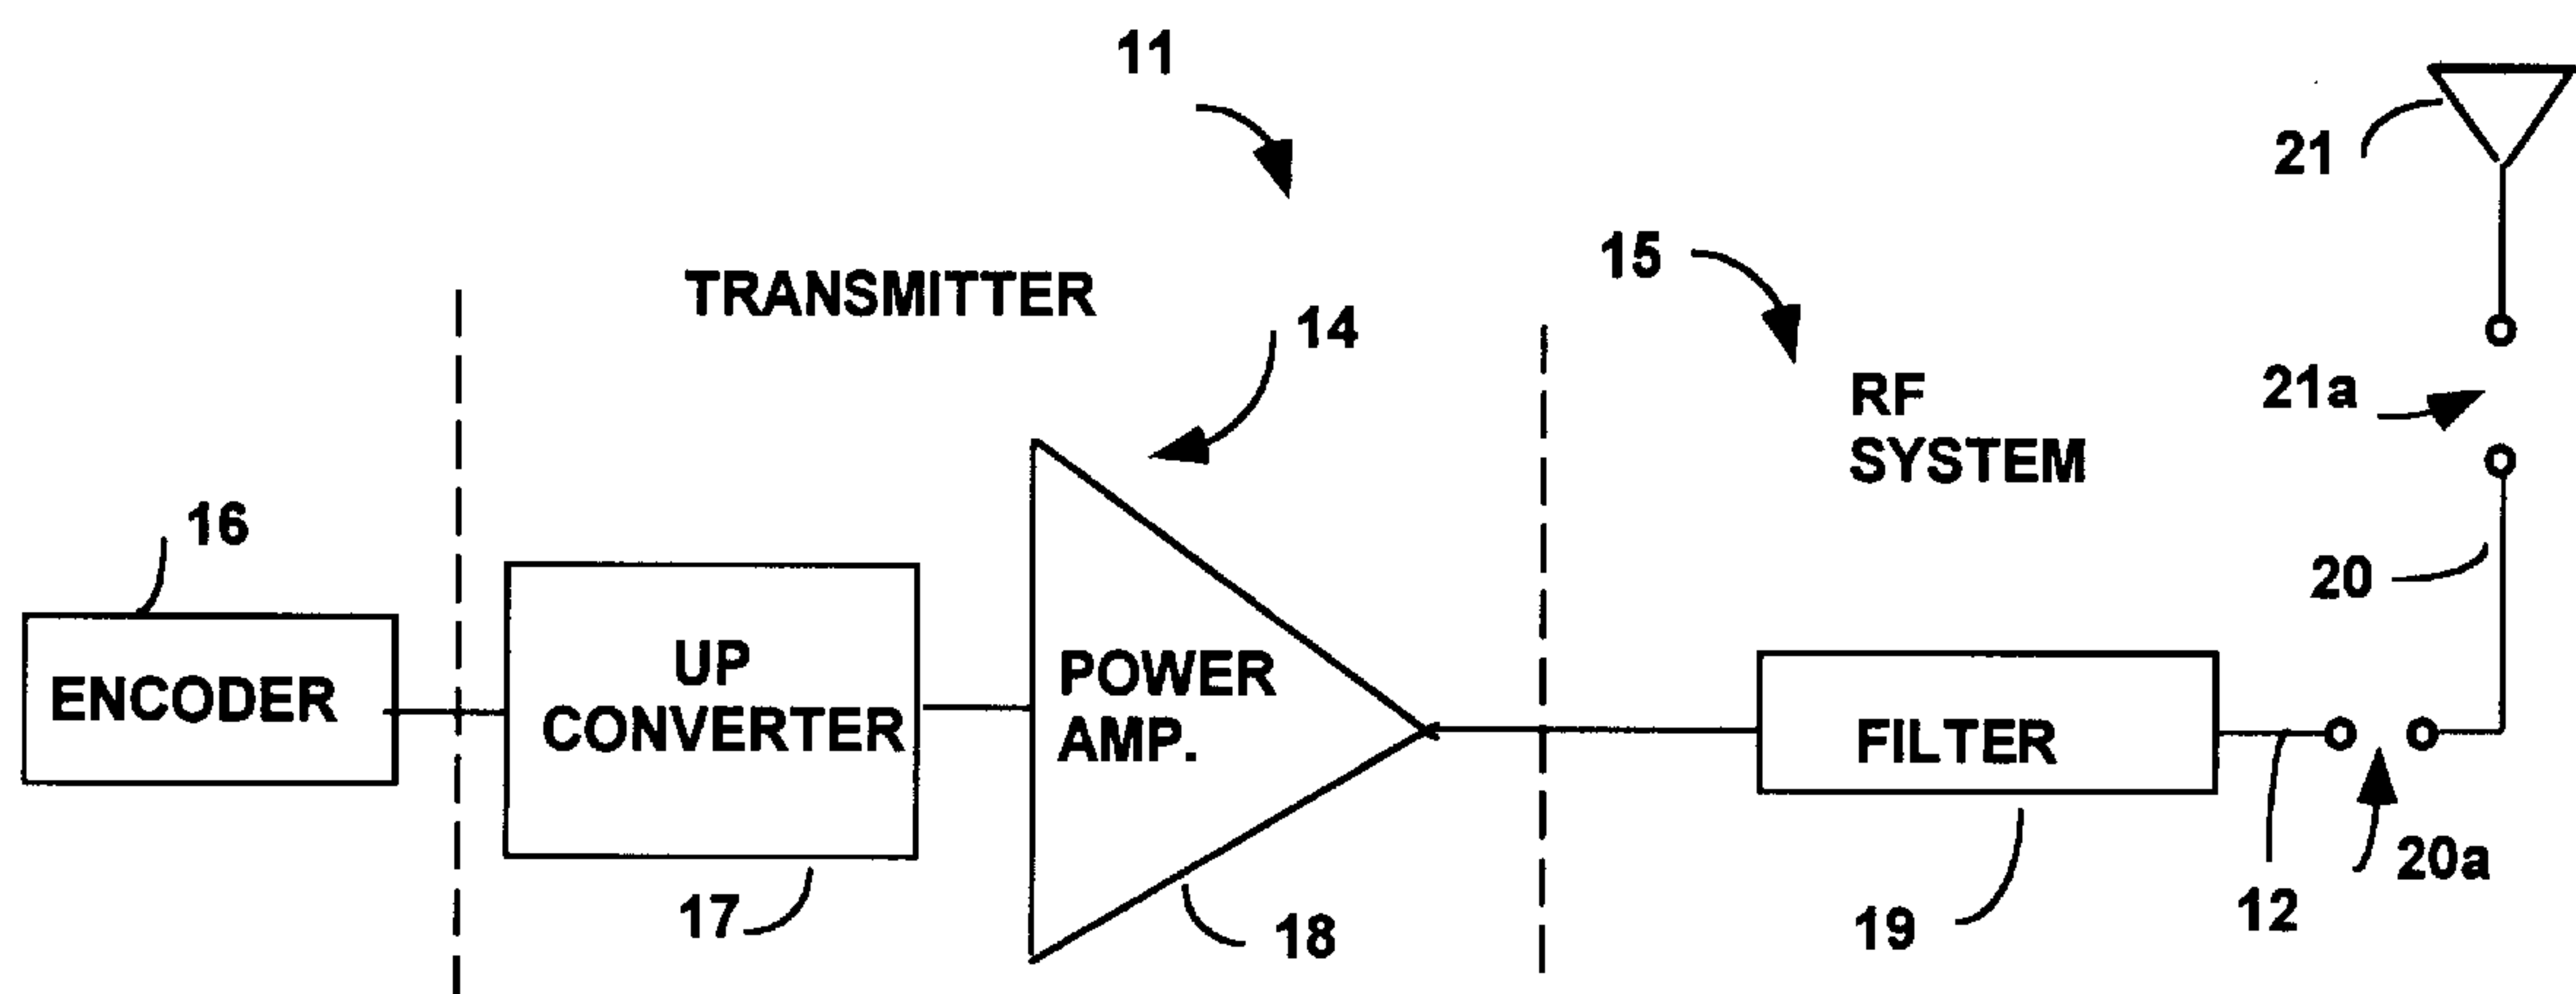 11
21
15
TRANSMITTER
14
21a
RF
SYSTEM
16
20
ENCODER
UP
CONVERTER
POWER
AMP.
FILTER
20a
17
18
19
12